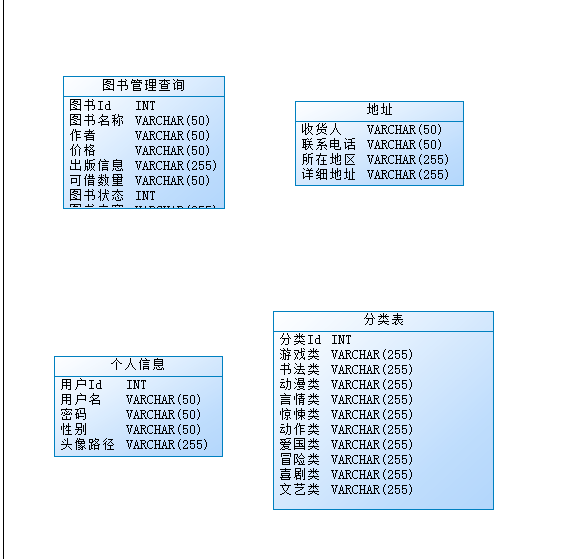 图书管理查询
图书Id INT
图书名称 VARCHAR(50)
作者 VARCHAR(50)
价格 VARCHAR(50)
出版信息 VARCHAR(255)
可借数量 VARCHAR(50)
图书状态 INT
地址
收货人 VARCHAR(50)
联系电话 VARCHAR(50)
所在地区 VARCHAR(255)
详细地址 VARCHAR(255)
个人信息
用户Id INT
用户名 VARCHAR(50)
密码 VARCHAR(50)
性别 VARCHAR(50)
头像路径 VARCHAR(255)
分类表
分类Id INT
游戏类 VARCHAR(255)
书法类 VARCHAR(255)
动漫类 VARCHAR(255)
言情类 VARCHAR(255)
惊悚类 VARCHAR(255)
动作类 VARCHAR(255)
爱国类 VARCHAR(255)
冒险类 VARCHAR(255)
喜剧类 VARCHAR(255)
文艺类 VARCHAR(255)